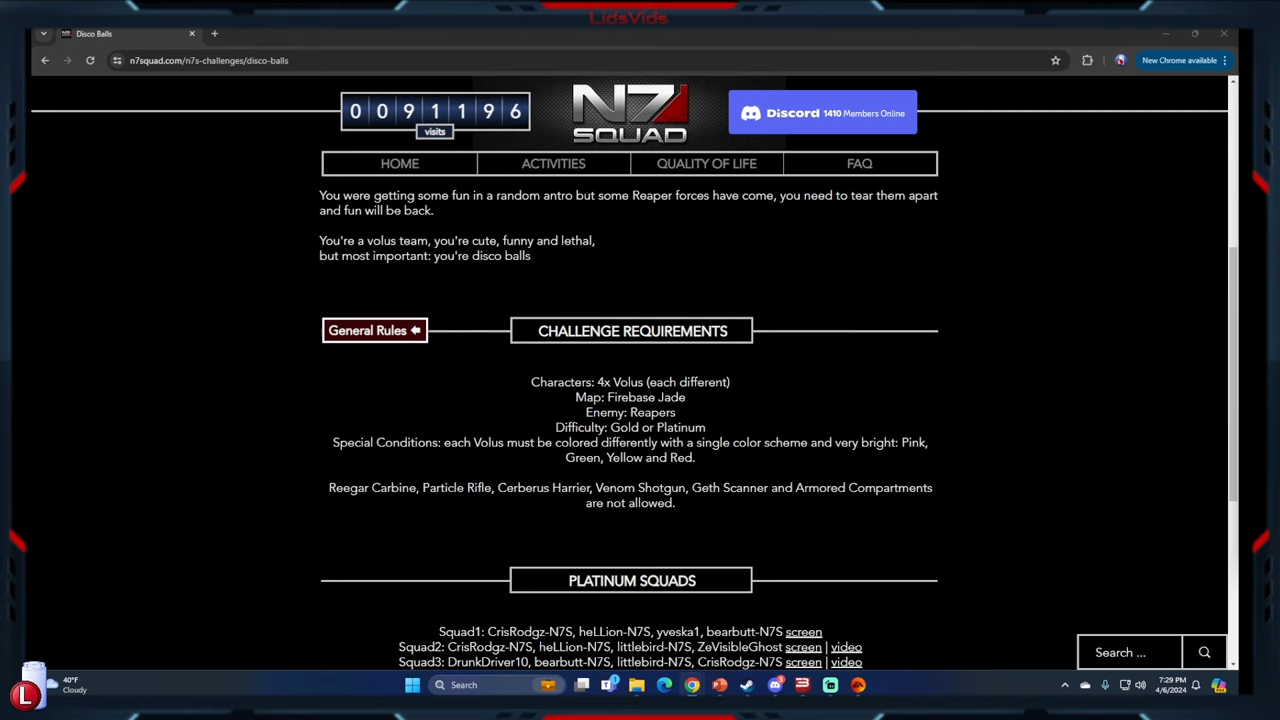 LidsVids
Disco Balls
n7squad.com/n7s-challenges/disco-balls
New Chrome available
0 0 9 1 1 9 6
visits
N7
SQUAD
Discord 1410 Members Online
HOME
ACTIVITIES
QUALITY OF LIFE
FAQ
You were getting some fun in a random antro but some Reaper forces have come, you need to tear them apart
and fun will be back.
You're a volus team, you're cute, funny and lethal,
but most important: you're disco balls
General Rules
CHALLENGE REQUIREMENTS
Characters: 4x Volus (each different)
Map: Firebase Jade
Enemy: Reapers
Difficulty: Gold or Platinum
Special Conditions: each Volus must be colored differently with a single color scheme and very bright: Pink,
Green, Yellow and Red.
Reegar Carbine, Particle Rifle, Cerberus Harrier, Venom Shotgun, Geth Scanner and Armored Compartments
are not allowed.
PLATINUM SQUADS
Squad1: CrisRodgz-N7S, heLLion-N7S, yveska1, bearbutt-N7S screen
Squad2: CrisRodgz-N7S, heLLion-N7S, littlebird-N7S, ZeVisibleGhost screen | video
Squad3: DrunkDriver10, bearbutt-N7S, littlebird-N7S, CrisRodgz-N7S screen | video
Search ...
L
40°F
Cloudy
Search
7:29 PM
4/6/2024